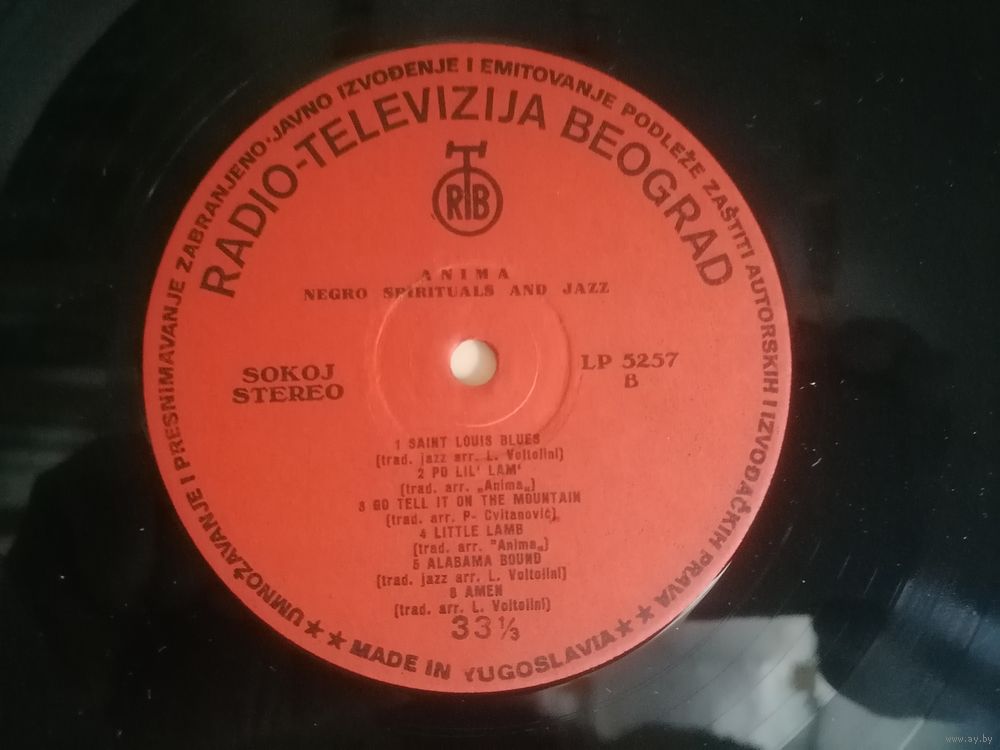 UMNOŽAVANJE I PRESNIMAVANJE ZABRANJENO·JAVNO IZVOĐENJE I EMITOVANJE PODLEŽE ZAŠTITI AUTORSKIH I IZVOĐAČKIH PRAVA
RADIO-TELEVIZIJA BEOGRAD
RTB
ANIMA
NEGRO SPIRITUALS AND JAZZ
SOKOJ
STEREO
LP 5257
B
1 SAINT LOUIS BLUES
(trad. jazz arr. L. Voltolini)
2 PO LIL' LAM'
(trad. arr. „Anima„)
3 GO TELL IT ON THE MOUNTAIN
(trad. arr. P- Cvitanović)
4 LITTLE LAMB
(trad. arr. "Anima„)
5 ALABAMA BOUND
(trad. jazz arr. L. Voltolini)
6 AMEN
(trad. arr. L. Voltolini)
33⅓
★★ MADE IN YUGOSLAVIA ★★
www.ay.by